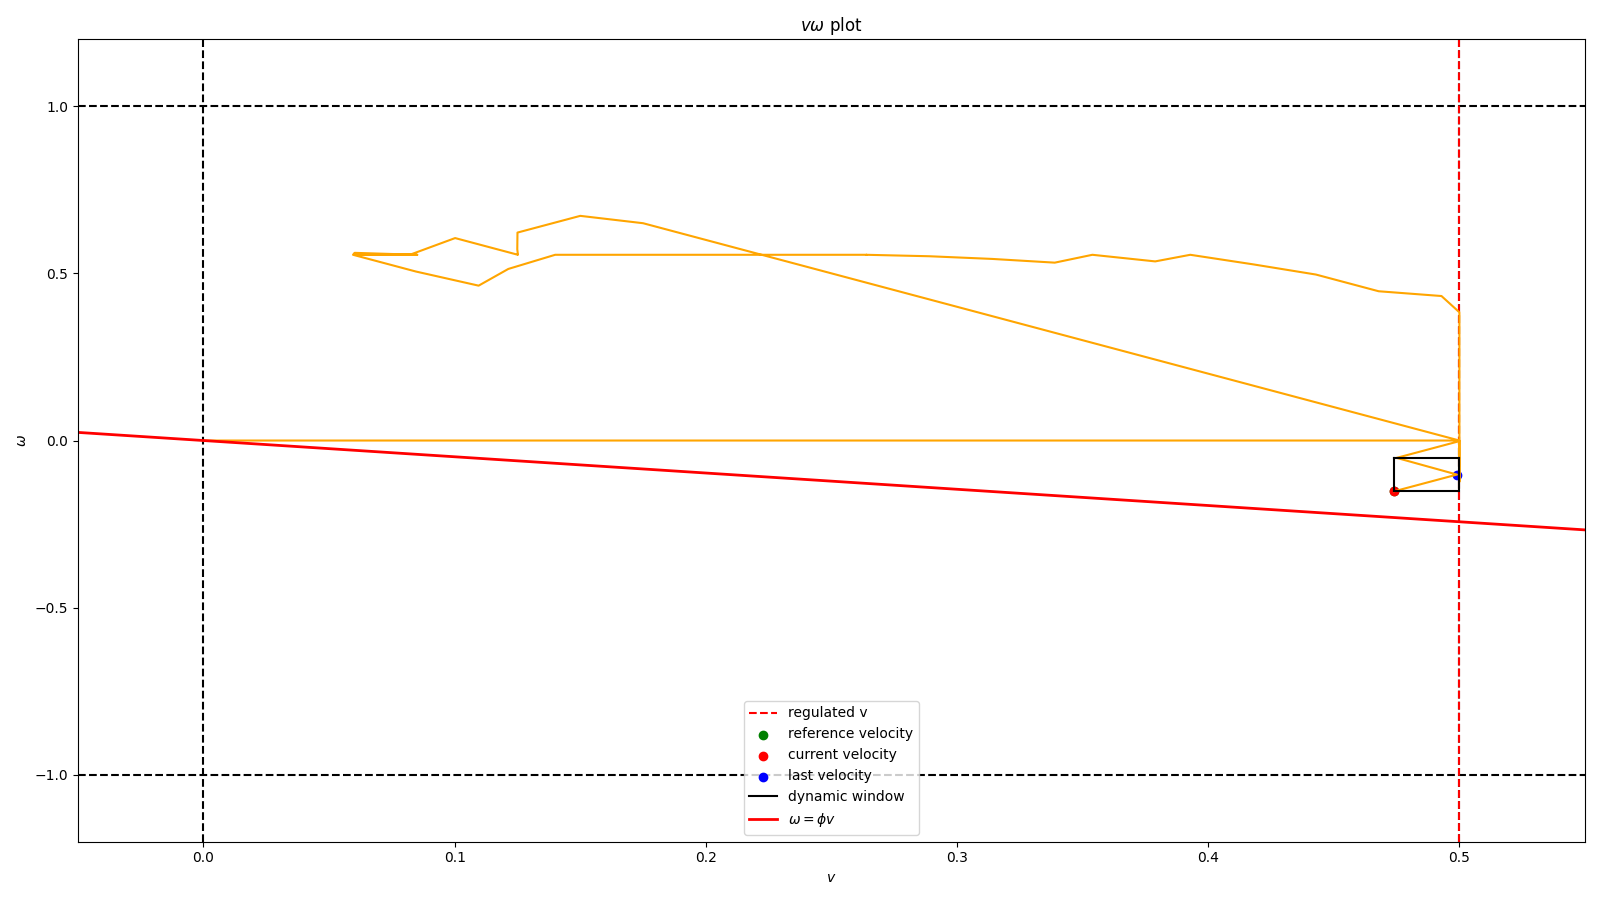 vω plot
1.0
0.5
0.0
−0.5
−1.0
ω
0.0 0.1 0.2 0.3 0.4 0.5
v
regulated v
reference velocity
current velocity
last velocity
dynamic window
ω = ϕv